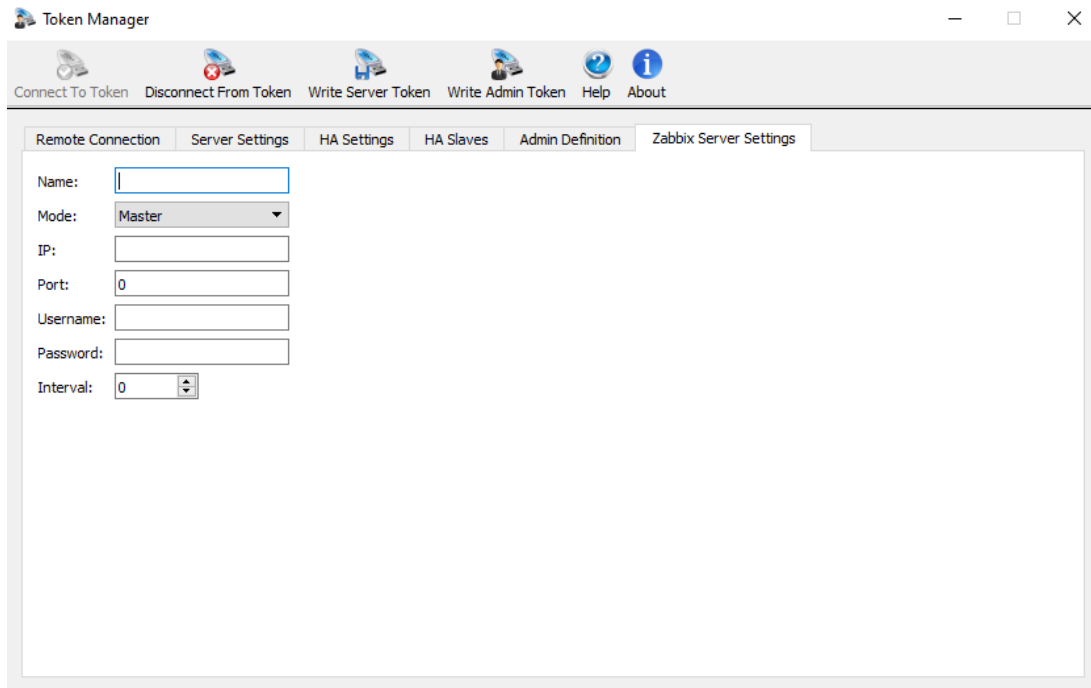 Token Manager
Connect To Token Disconnect From Token Write Server Token Write Admin Token Help About
Remote Connection Server Settings HA Settings HA Slaves Admin Definition Zabbix Server Settings
Name:
Mode: Master
IP:
Port: 0
Username:
Password:
Interval: 0